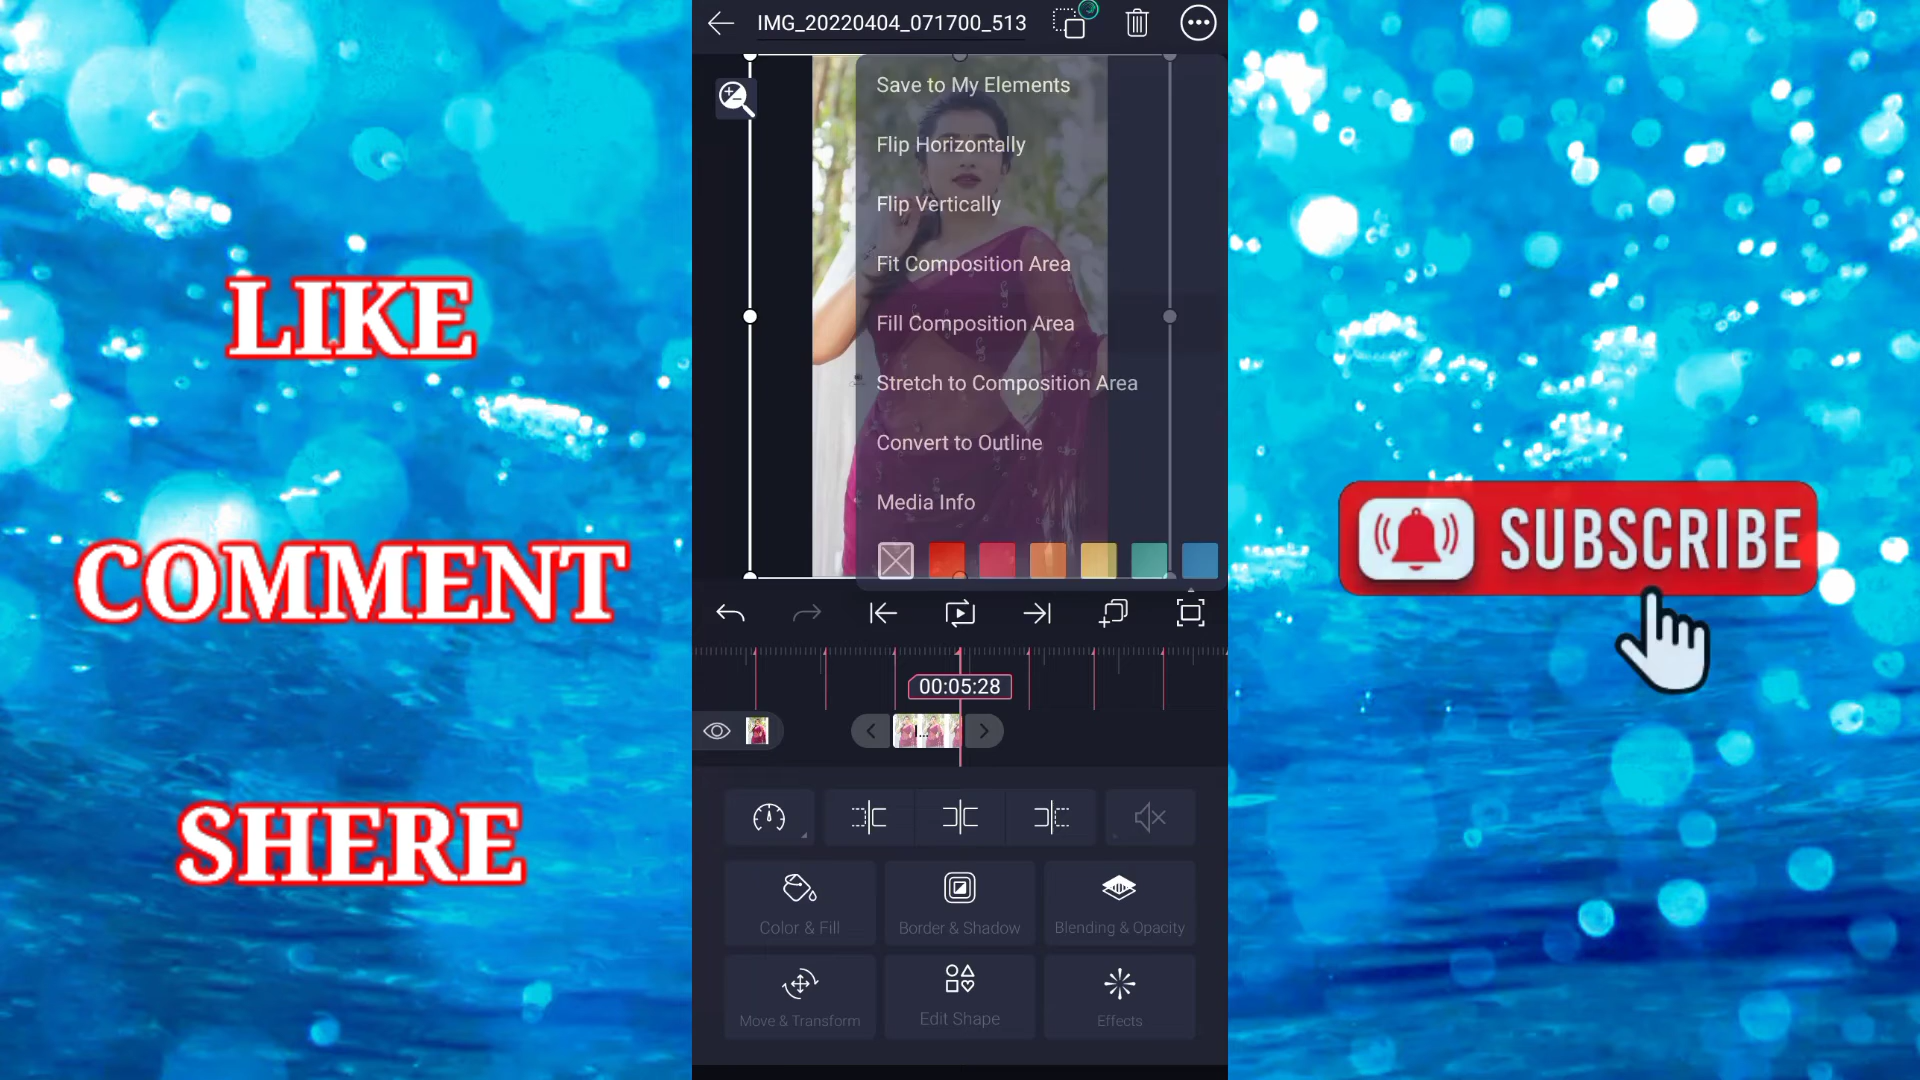 IMG_20220404_071700_513
Save to My Elements
Flip Horizontally
Flip Vertically
Fit Composition Area
Fill Composition Area
Stretch to Composition Area
Convert to Outline
Media Info
00:05:28
Color & Fill
Border & Shadow
Blending & Opacity
Move & Transform
Edit Shape
Effects
LIKE
COMMENT
SHERE
SUBSCRIBE